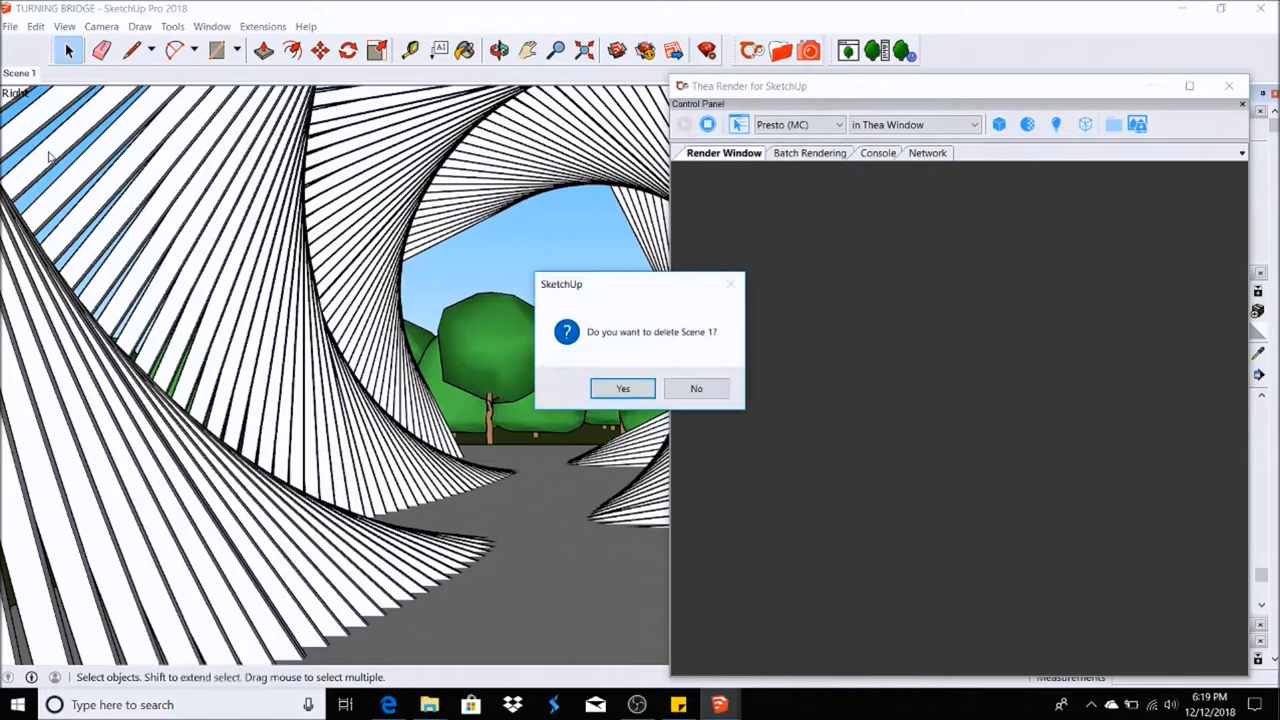 TURNING BRIDGE - SketchUp Pro 2018
File Edit View Camera Draw Tools Window Extensions Help
A1
Scene 1
Right
Thea Render for SketchUp
Control Panel
Presto (MC) in Thea Window
Render Window Batch Rendering Console Network
SketchUp
Do you want to delete Scene 1?
Yes No
Select objects. Shift to extend select. Drag mouse to select multiple.
Measurements
Type here to search
6:19 PM
12/12/2018